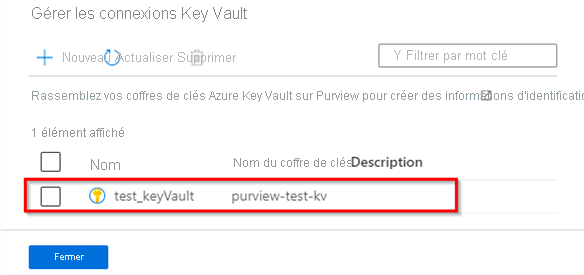 Gérer les connexions Key Vault
Nouveau Actualiser Supprimer
Filtrer par mot clé
Rassemblez vos coffres de clés Azure Key Vault sur Purview pour créer des informations d'identificatio
1 élément affiché
Nom Nom du coffre de clés Description
test_keyVault purview-test-kv
Fermer